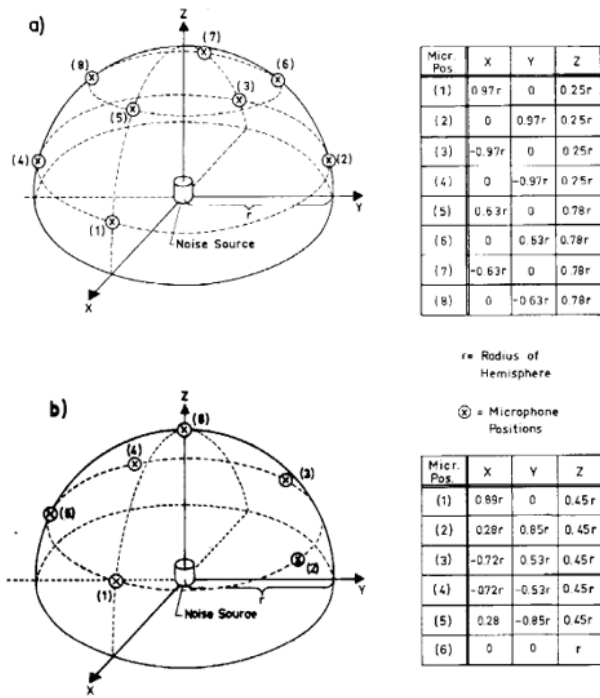 a)
Z
(7)
(8)
(6)
(3)
(5)
(4)
(2)
(1)
r
Y
Noise Source
X
Micr. Pos. X Y Z
(1) 0.97r 0 0.25r
(2) 0 0.97r 0.25r
(3) -0.97r 0 0.25r
(4) 0 -0.97r 0.25r
(5) 0.63r 0 0.78r
(6) 0 0.63r 0.78r
(7) -0.63r 0 0.78r
(8) 0 -0.63r 0.78r
r= Radius of
Hemisphere
⊗ = Microphone
Positions
b)
Z
(6)
(4)
(3)
(5)
(2)
(1)
r
Y
Noise Source
X
Micr. Pos. X Y Z
(1) 0.89r 0 0.45r
(2) 0.28r 0.85r 0.45r
(3) -0.72r 0.53r 0.45r
(4) -0.72r -0.53r 0.45r
(5) 0.28 -0.85r 0.45r
(6) 0 0 r